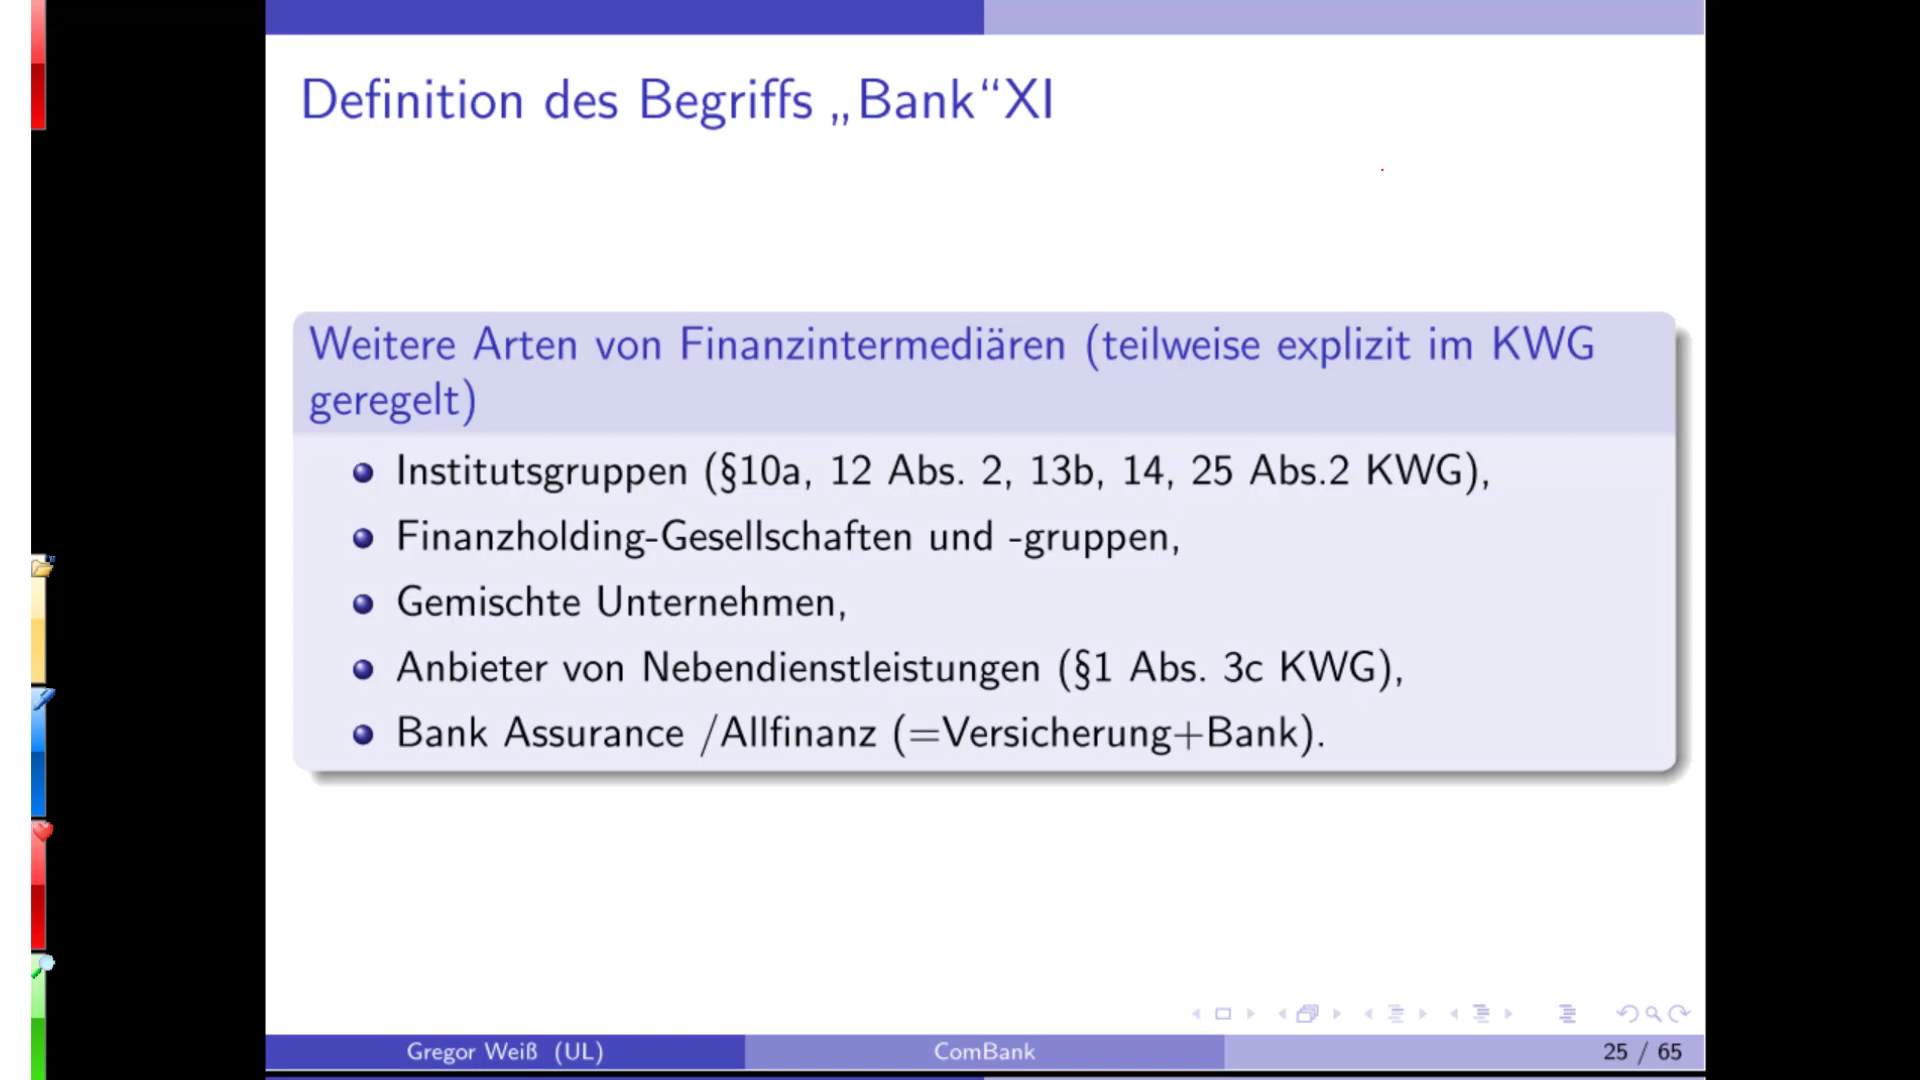 Definition des Begriffs „Bank“XI
Weitere Arten von Finanzintermediären (teilweise explizit im KWG
geregelt)
Institutsgruppen (§10a, 12 Abs. 2, 13b, 14, 25 Abs.2 KWG),
Finanzholding-Gesellschaften und -gruppen,
Gemischte Unternehmen,
Anbieter von Nebendienstleistungen (§1 Abs. 3c KWG),
Bank Assurance /Allfinanz (=Versicherung+Bank).
Gregor Weiß (UL)
ComBank
25 / 65